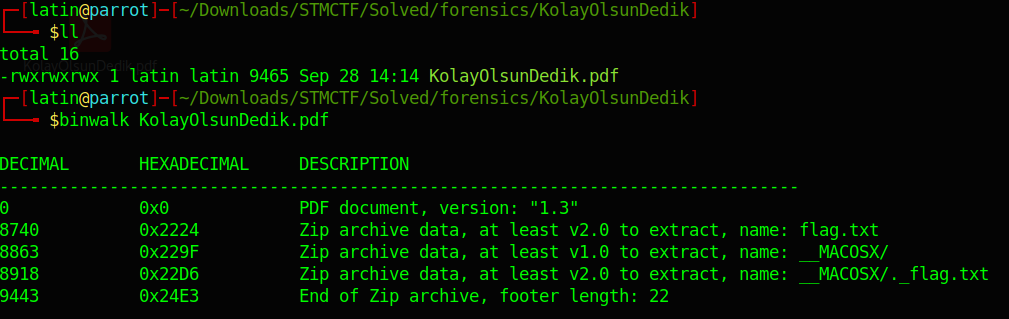 ┌─[latin@parrot]─[~/Downloads/STMCTF/Solved/forensics/KolayOlsunDedik]
└──╼ $ll
total 16
KolayOlsunDedik.pdf
-rwxrwxrwx 1 latin latin 9465 Sep 28 14:14 KolayOlsunDedik.pdf
┌─[latin@parrot]─[~/Downloads/STMCTF/Solved/forensics/KolayOlsunDedik]
└──╼ $binwalk KolayOlsunDedik.pdf
DECIMAL       HEXADECIMAL     DESCRIPTION
--------------------------------------------------------------------------------
0             0x0             PDF document, version: "1.3"
8740          0x2224          Zip archive data, at least v2.0 to extract, name: flag.txt
8863          0x229F          Zip archive data, at least v1.0 to extract, name: __MACOSX/
8918          0x22D6          Zip archive data, at least v2.0 to extract, name: __MACOSX/._flag.txt
9443          0x24E3          End of Zip archive, footer length: 22